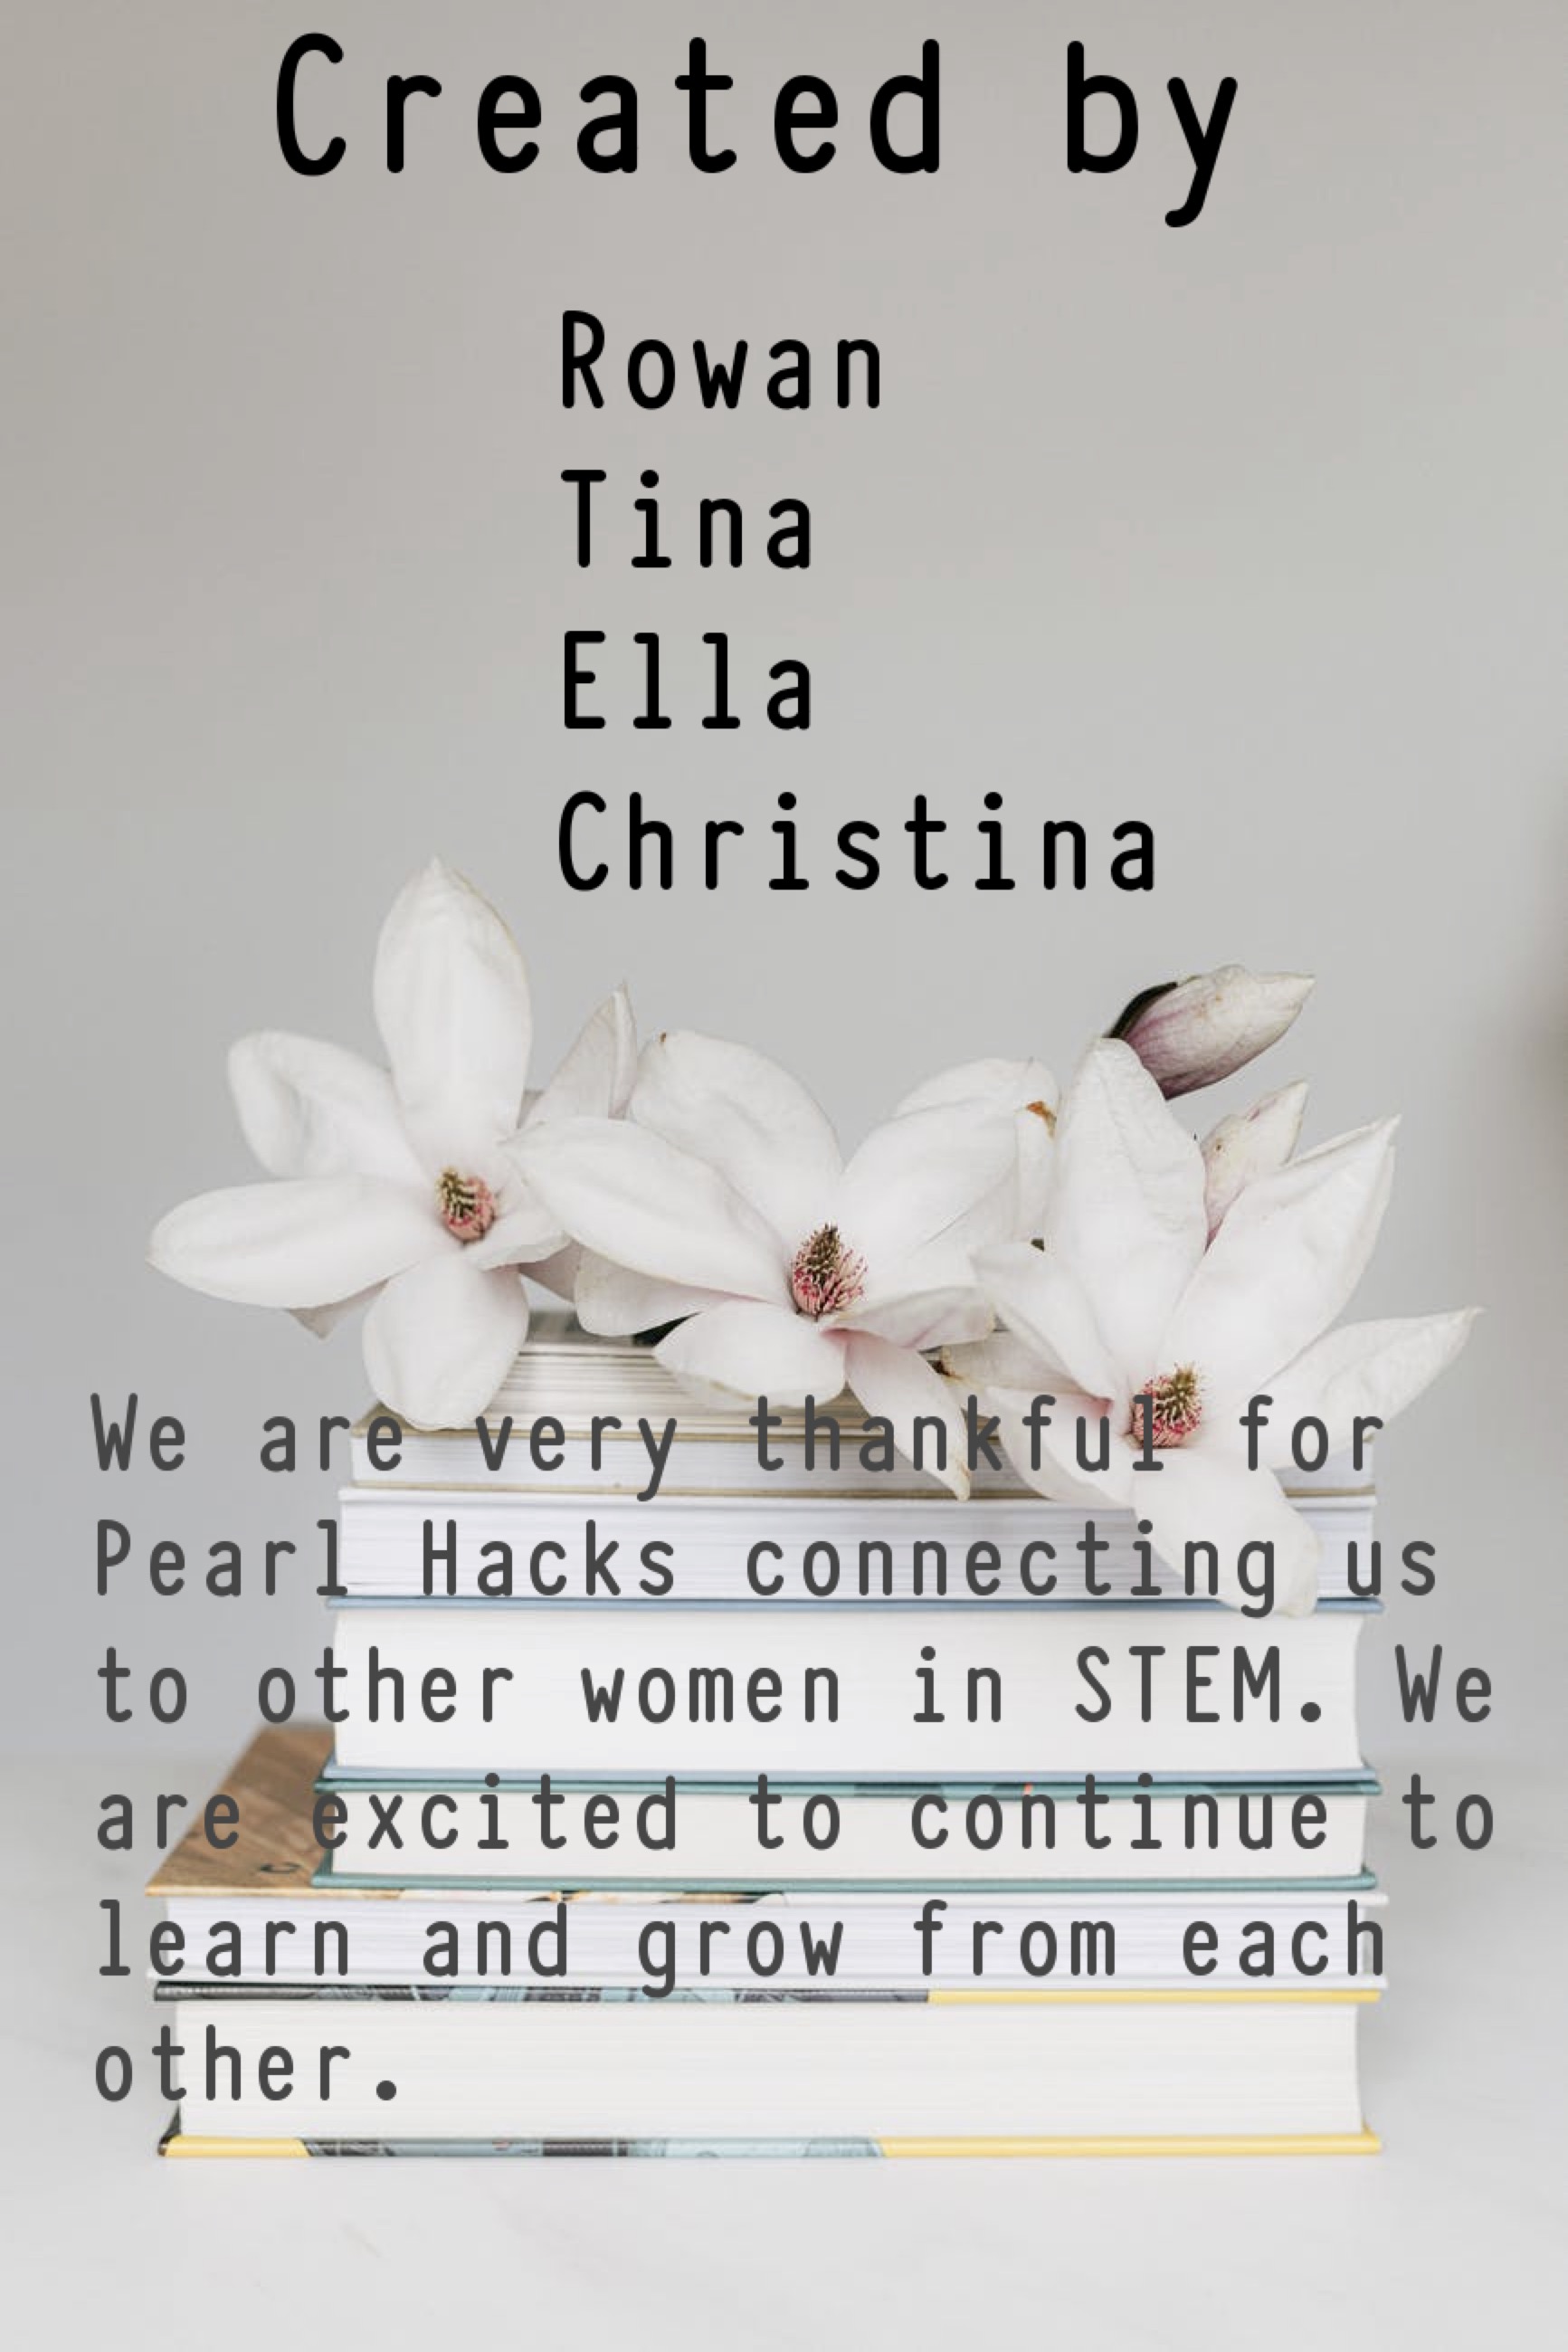 Created by
Rowan
Tina
Ella
Christina
We are very thankful for
Pearl Hacks connecting us
to other women in STEM. We
are excited to continue to
learn and grow from each
other.